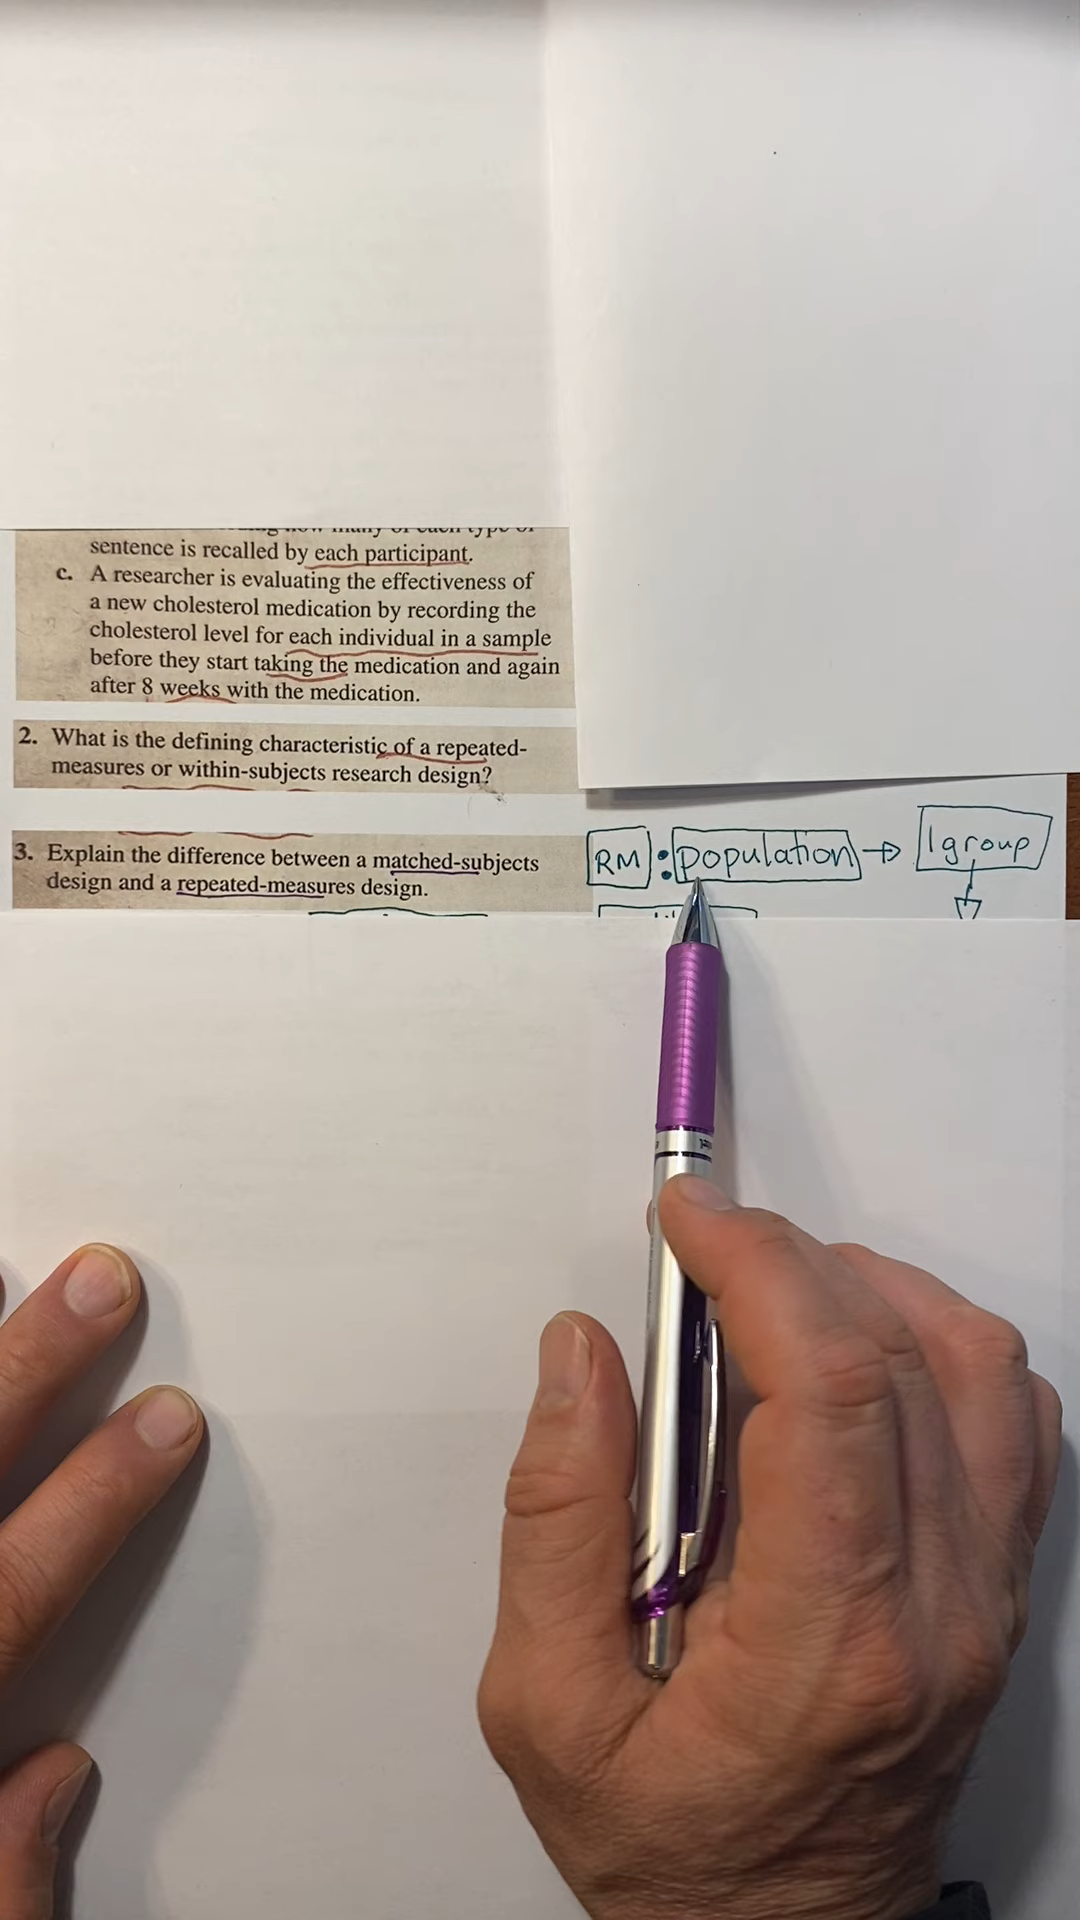 sentence is recalled by each participant.
c. A researcher is evaluating the effectiveness of
a new cholesterol medication by recording the
cholesterol level for each individual in a sample
before they start taking the medication and again
after 8 weeks with the medication.
2. What is the defining characteristic of a repeated-
measures or within-subjects research design?
3. Explain the difference between a matched-subjects
design and a repeated-measures design.
RM : population → 1group